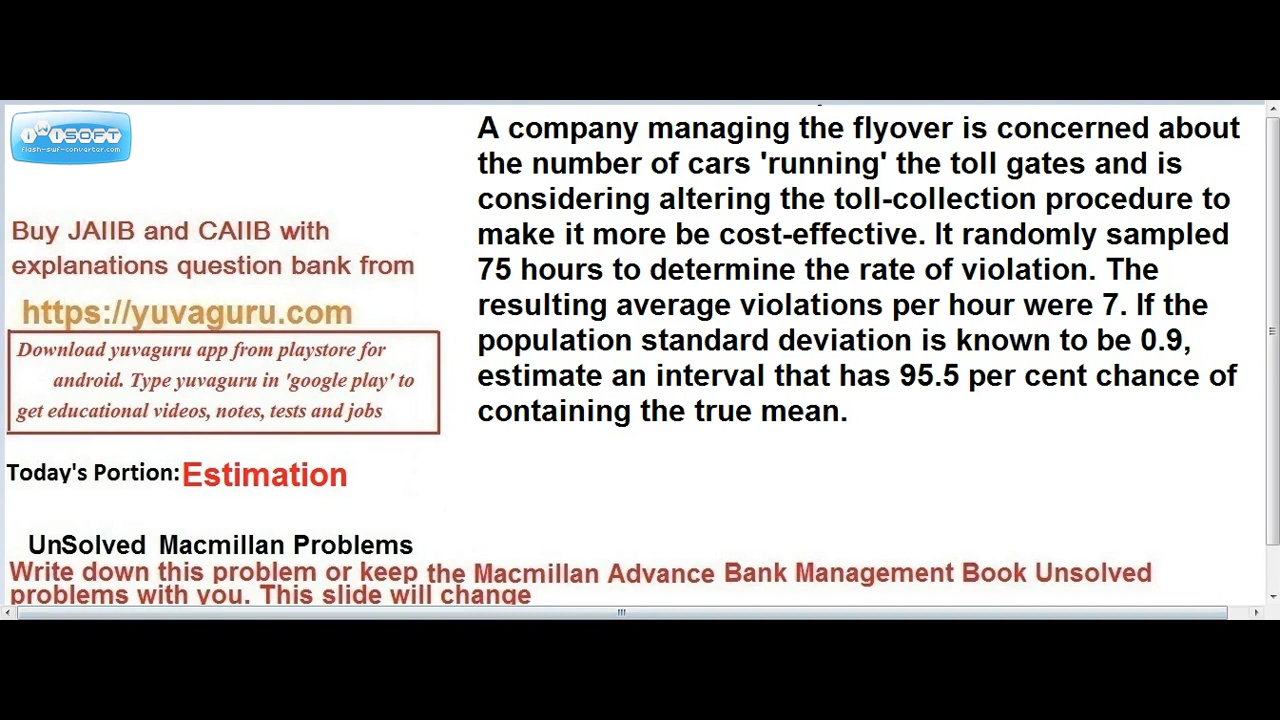 iWiSOFT
flash-swf-converter.com
Buy JAIIB and CAIIB with
explanations question bank from
https://yuvaguru.com
Download yuvaguru app from playstore for
android. Type yuvaguru in 'google play' to
get educational videos, notes, tests and jobs
Today's Portion: Estimation
UnSolved Macmillan Problems
A company managing the flyover is concerned about
the number of cars 'running' the toll gates and is
considering altering the toll-collection procedure to
make it more be cost-effective. It randomly sampled
75 hours to determine the rate of violation. The
resulting average violations per hour were 7. If the
population standard deviation is known to be 0.9,
estimate an interval that has 95.5 per cent chance of
containing the true mean.
Write down this problem or keep the Macmillan Advance Bank Management Book Unsolved
problems with you. This slide will change